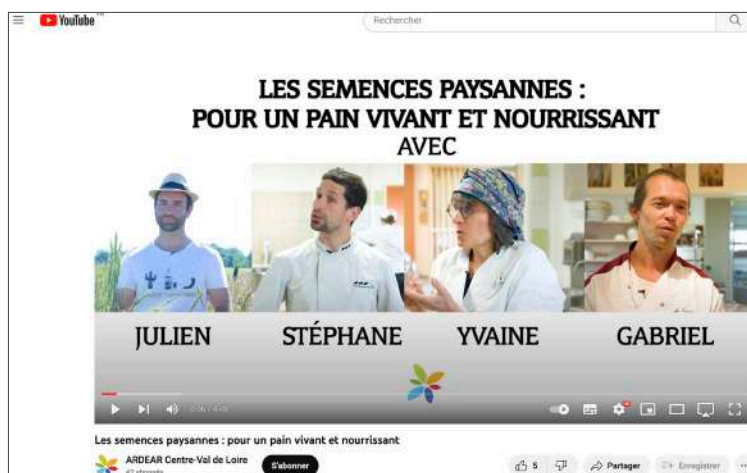 YouTube
Rechercher
LES SEMENCES PAYSANNES :
POUR UN PAIN VIVANT ET NOURRISSANT
AVEC
JULIEN STÉPHANE YVAINE GABRIEL
Les semences paysannes : pour un pain vivant et nourrissant
ARDEAR Centre-Val de Loire
S'abonner
5
Partager
Enregistrer